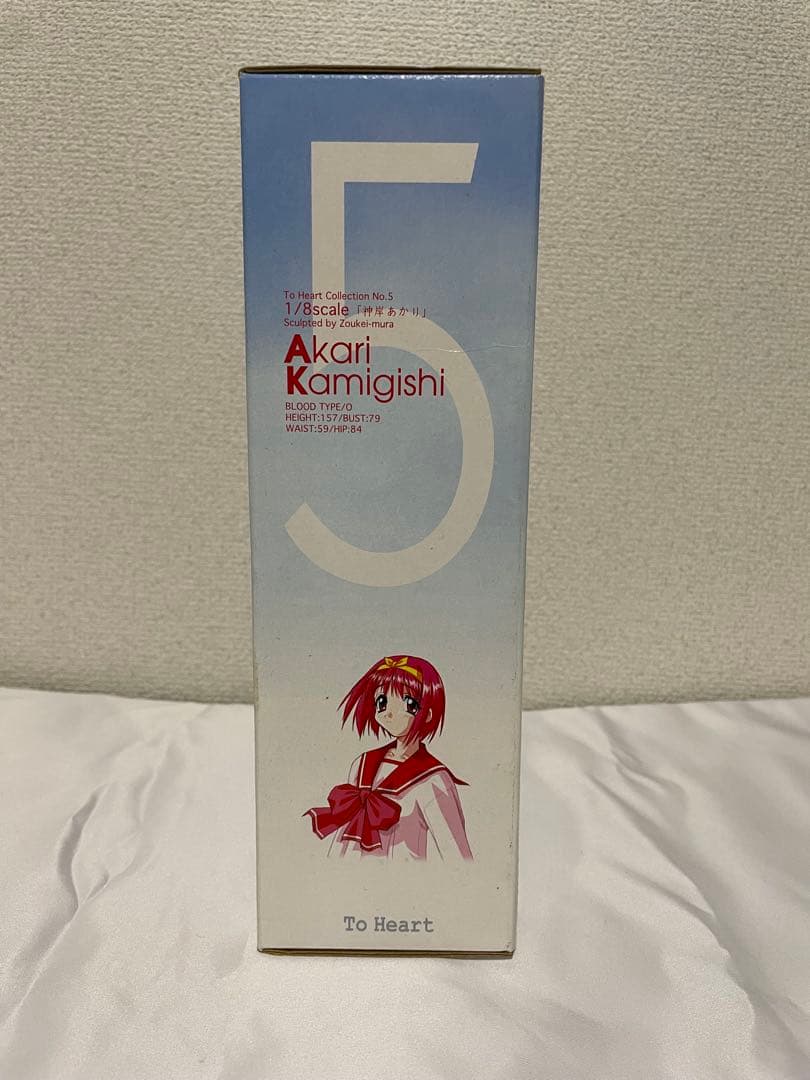 5
To Heart Collection No.5
1/8scale「神岸あかり」
Sculpted by Zoukei-mura
Akari
Kamigishi
BLOOD TYPE/O
HEIGHT:157/BUST:79
WAIST:59/HIP:84
To Heart